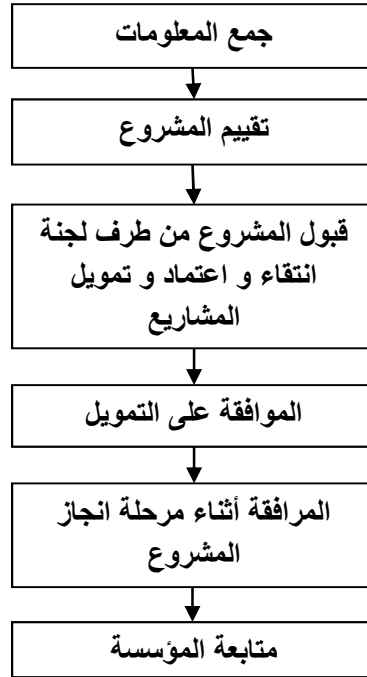 جمع المعلومات
تقييم المشروع
قبول المشروع من طرف لجنة
انتقاء و اعتماد و تمويل
المشاريع
الموافقة على التمويل
المرافقة أثناء مرحلة انجاز
المشروع
متابعة المؤسسة